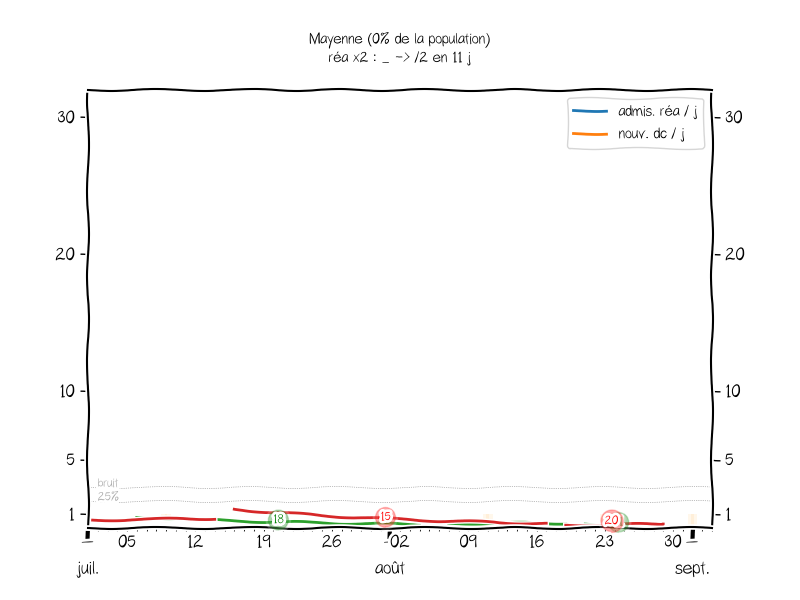 Mayenne (0% de la population)
réa x2 : _ -> /2 en 11 j
admis. réa / j
nouv. dc / j
30
30
20
20
10
10
5
5
bruit
25%
1
1
18
15
20
05
12
19
26
02
09
16
23
30
juil.
août
sept.